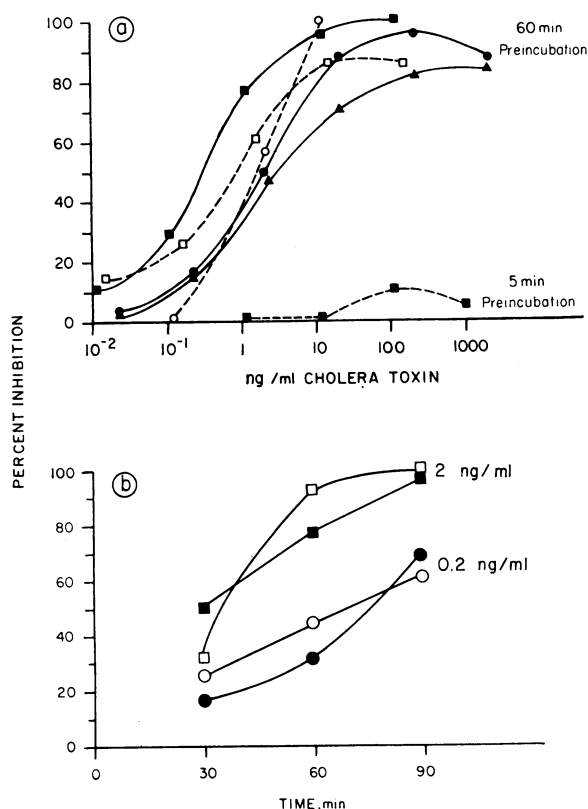 PERCENT INHIBITION
a
100
80
60
40
20
0
60 min
Preincubation
5 min
Preincubation
10⁻² 10⁻¹ 1 10 100 1000
ng/ml CHOLERA TOXIN
b
100
80
60
40
20
0
2 ng/ml
0.2 ng/ml
0 30 60 90
TIME, min